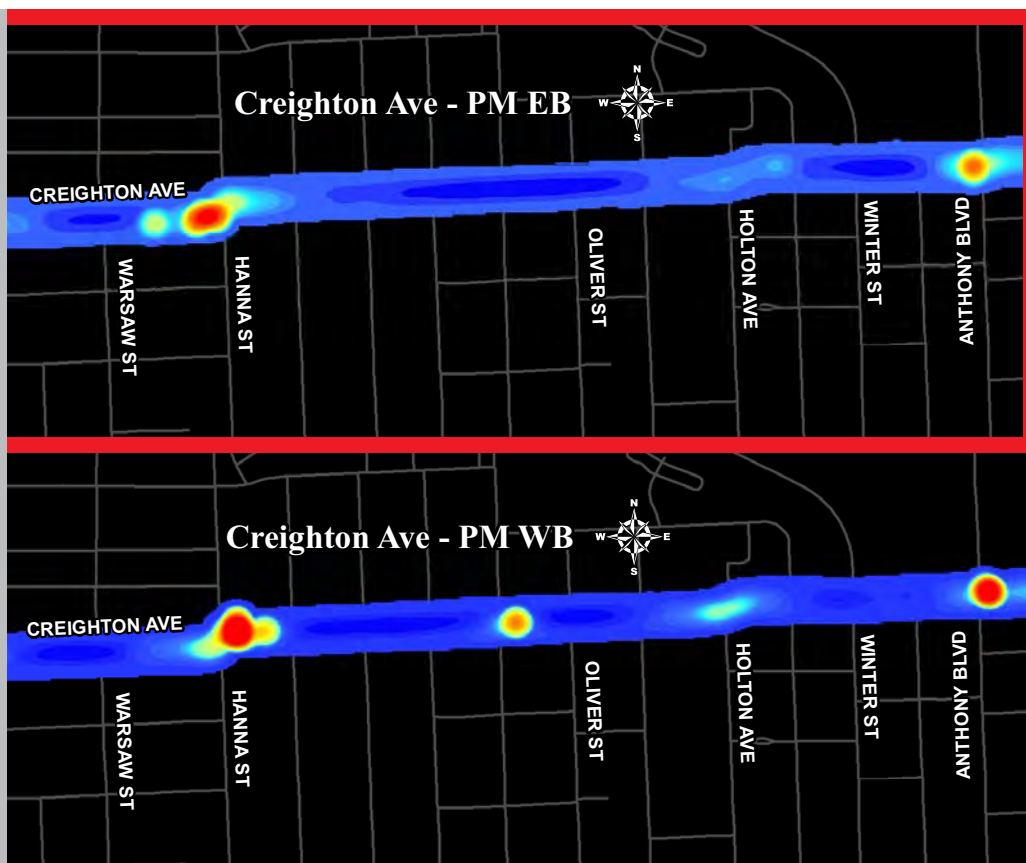 Creighton Ave - PM EB
N
W E
S
CREIGHTON AVE
WARSAW ST
HANNA ST
OLIVER ST
HOLTON AVE
WINTER ST
ANTHONY BLVD
Creighton Ave - PM WB
N
W E
S
CREIGHTON AVE
WARSAW ST
HANNA ST
OLIVER ST
HOLTON AVE
WINTER ST
ANTHONY BLVD